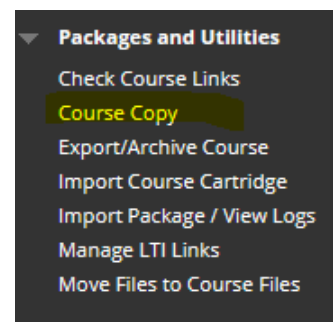 Packages and Utilities
Check Course Links
Course Copy
Export/Archive Course
Import Course Cartridge
Import Package / View Logs
Manage LTI Links
Move Files to Course Files